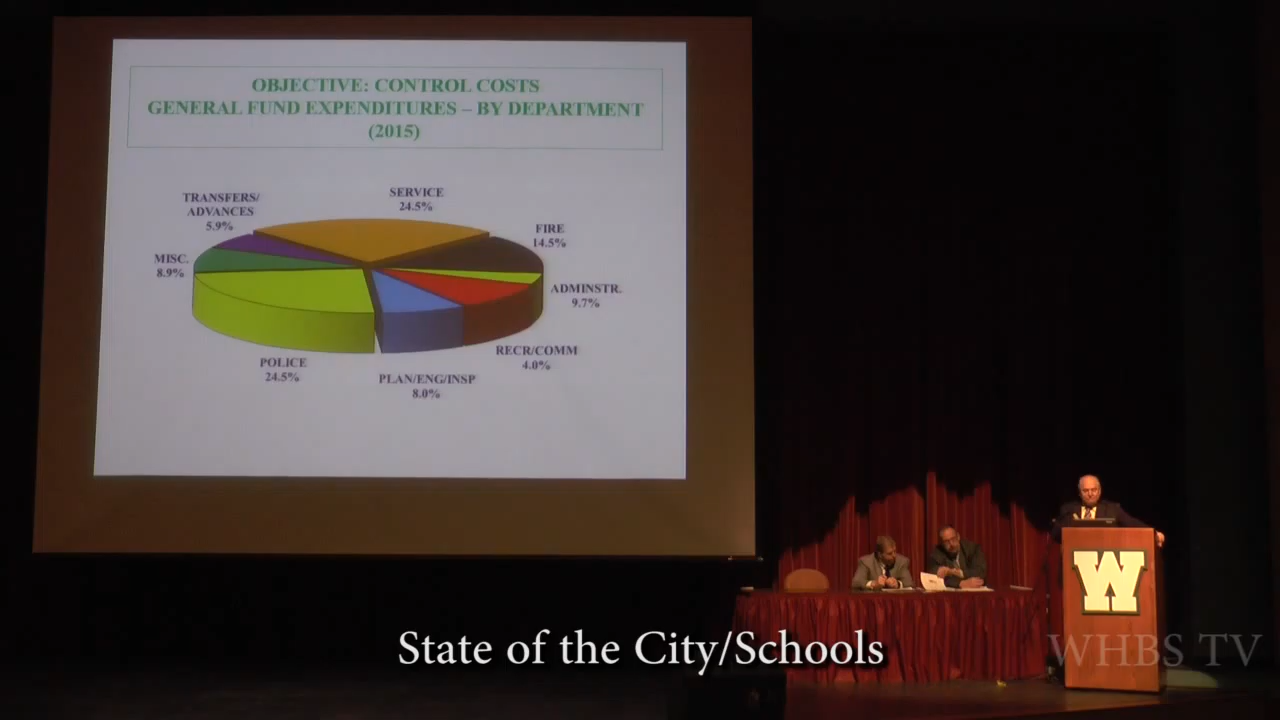 OBJECTIVE: CONTROL COSTS
GENERAL FUND EXPENDITURES – BY DEPARTMENT
(2015)
TRANSFERS/
ADVANCES
5.9%
SERVICE
24.5%
FIRE
14.5%
MISC.
8.9%
ADMINSTR.
9.7%
RECR/COMM
4.0%
POLICE
24.5%
PLAN/ENG/INSP
8.0%
W
State of the City/Schools
WHBS TV